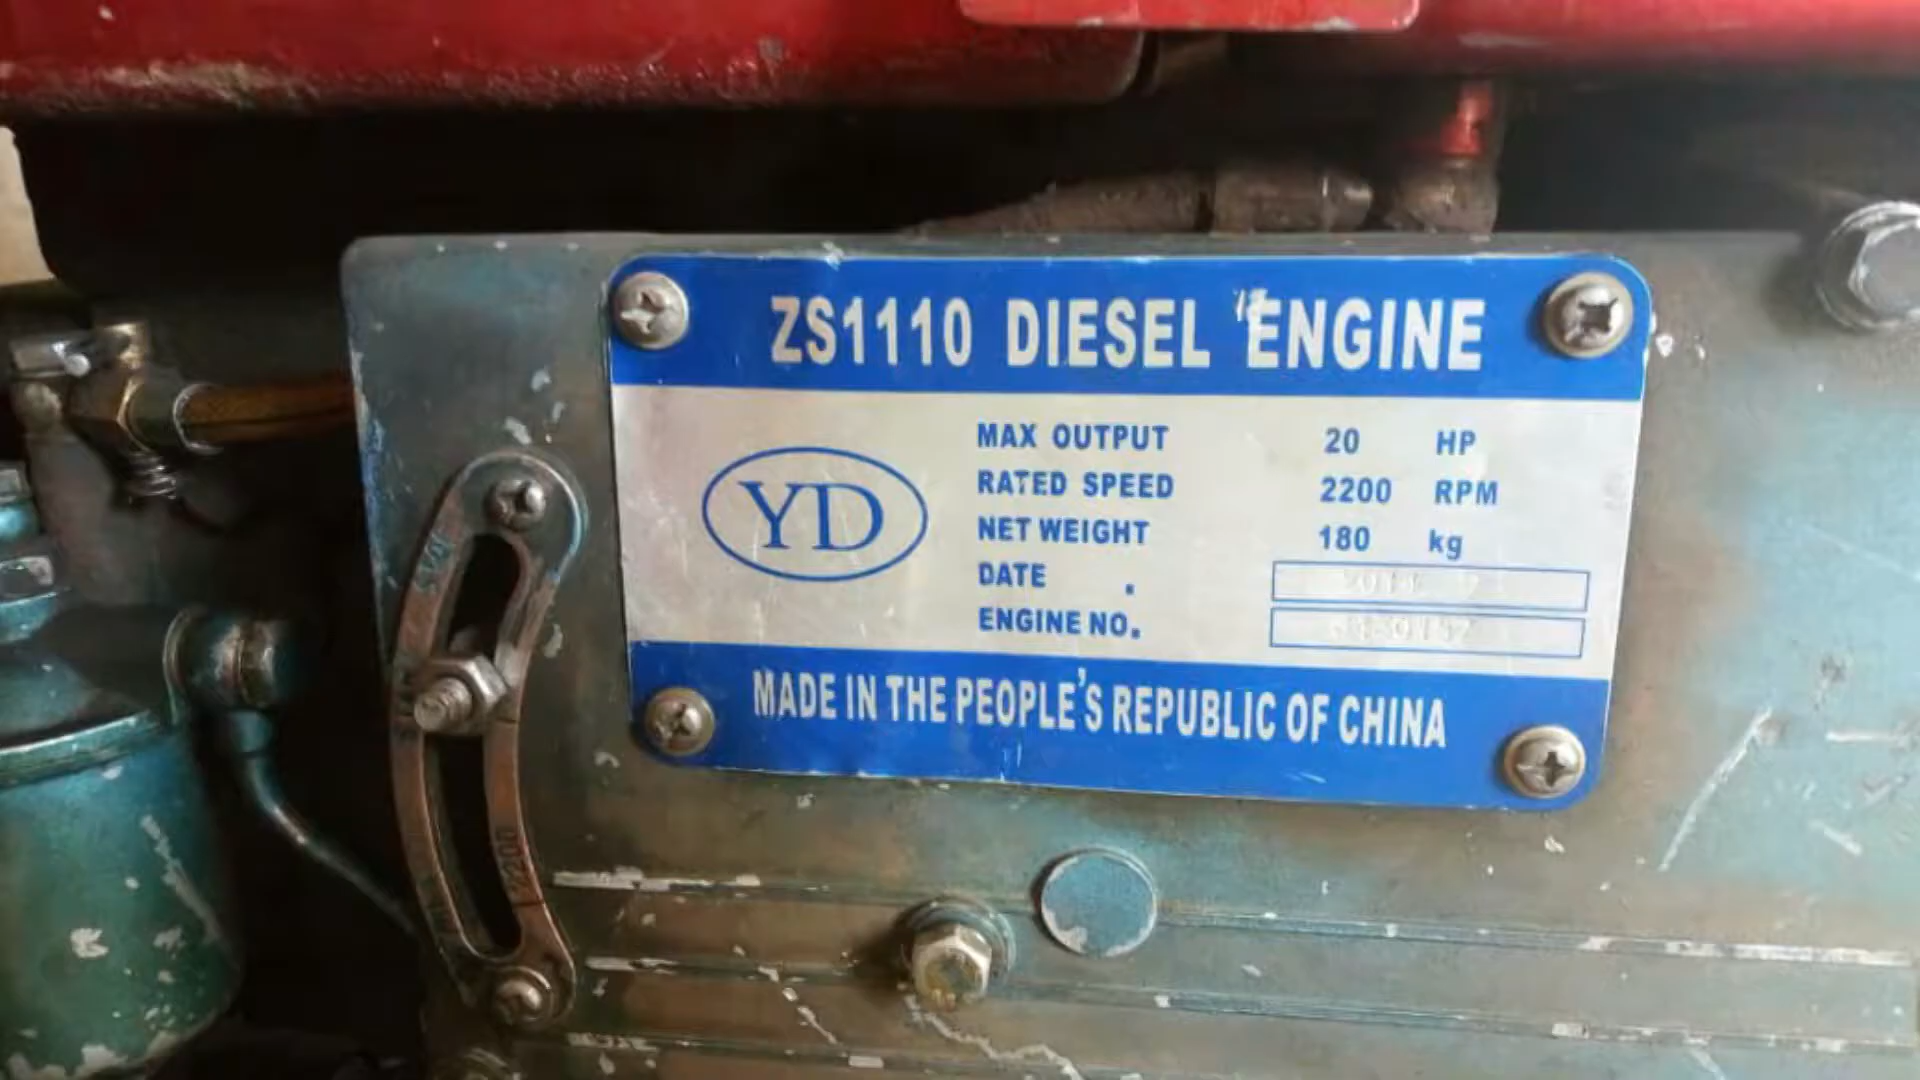 ZS1110 DIESEL ENGINE
YD
MAX OUTPUT 20 HP
RATED SPEED 2200 RPM
NET WEIGHT 180 kg
DATE .
ENGINE NO.
MADE IN THE PEOPLE'S REPUBLIC OF CHINA
2200